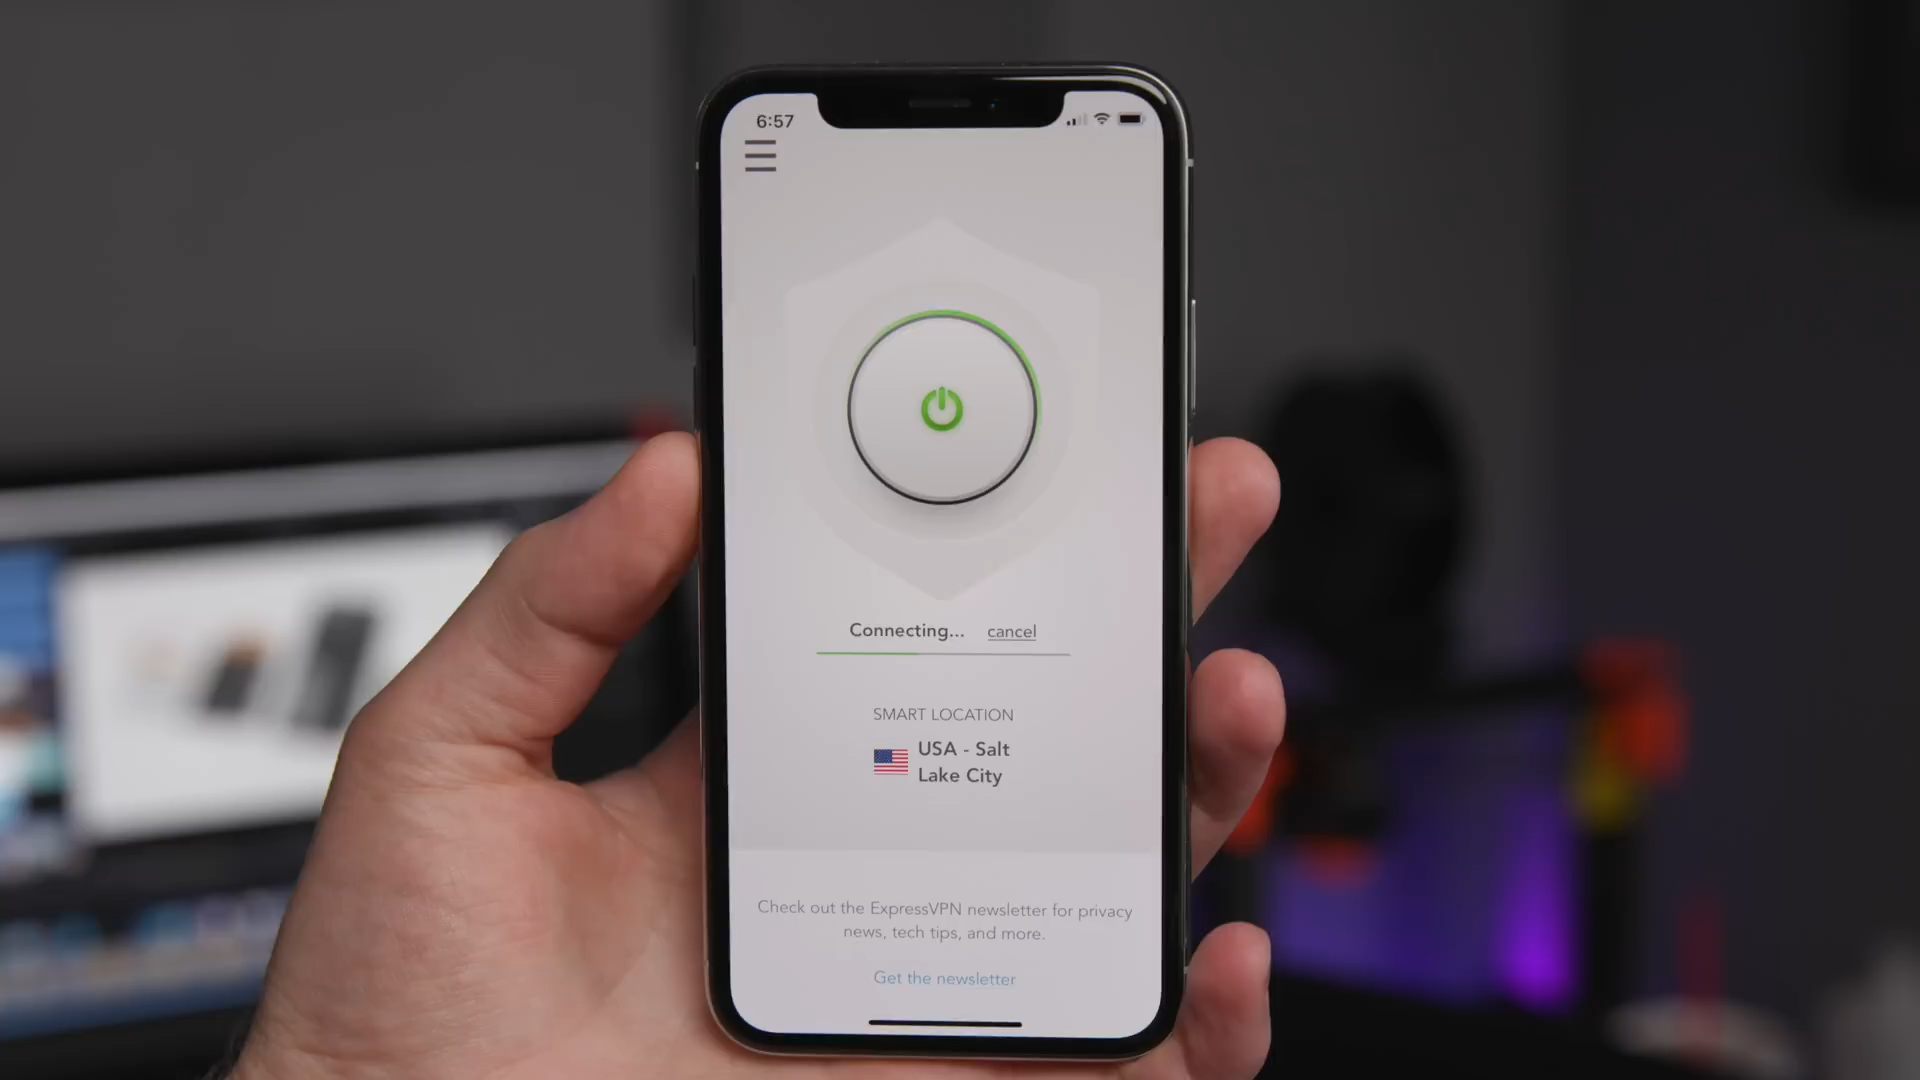 6:57
Connecting... cancel
SMART LOCATION
USA - Salt
Lake City
Check out the ExpressVPN newsletter for privacy
news, tech tips, and more.
Get the newsletter